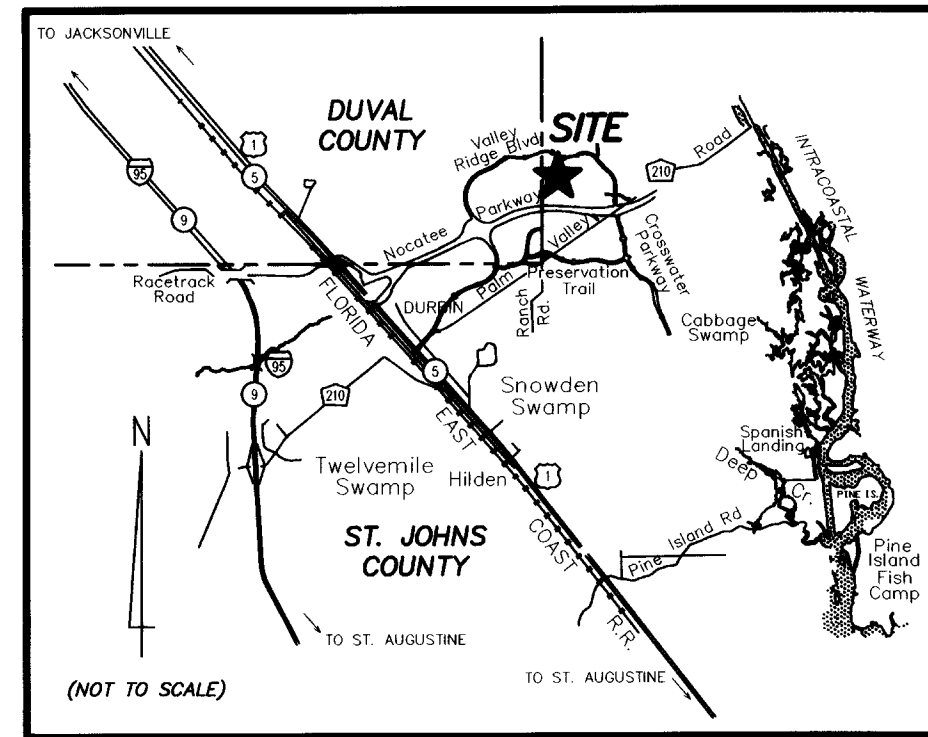 TO JACKSONVILLE
DUVAL
COUNTY
SITE
Valley
Ridge Blvd
Road
210
INTRACOASTAL
WATERWAY
1
5
95
9
Nocatee
Parkway
Valley
Palm
Crosswater
Parkway
Racetrack
Road
Preservation
Trail
Ranch
Rd.
DURBIN
FLORIDA
EAST
COAST
R.R.
Cabbage
Swamp
95
9
210
5
Snowden
Swamp
N
Twelvemile
Swamp
Hilden
1
Spanish
Landing
Deep
Cr.
PINE IS.
ST. JOHNS
COUNTY
Pine Island Rd
Pine
Island
Fish
Camp
TO ST. AUGUSTINE
TO ST. AUGUSTINE
(NOT TO SCALE)